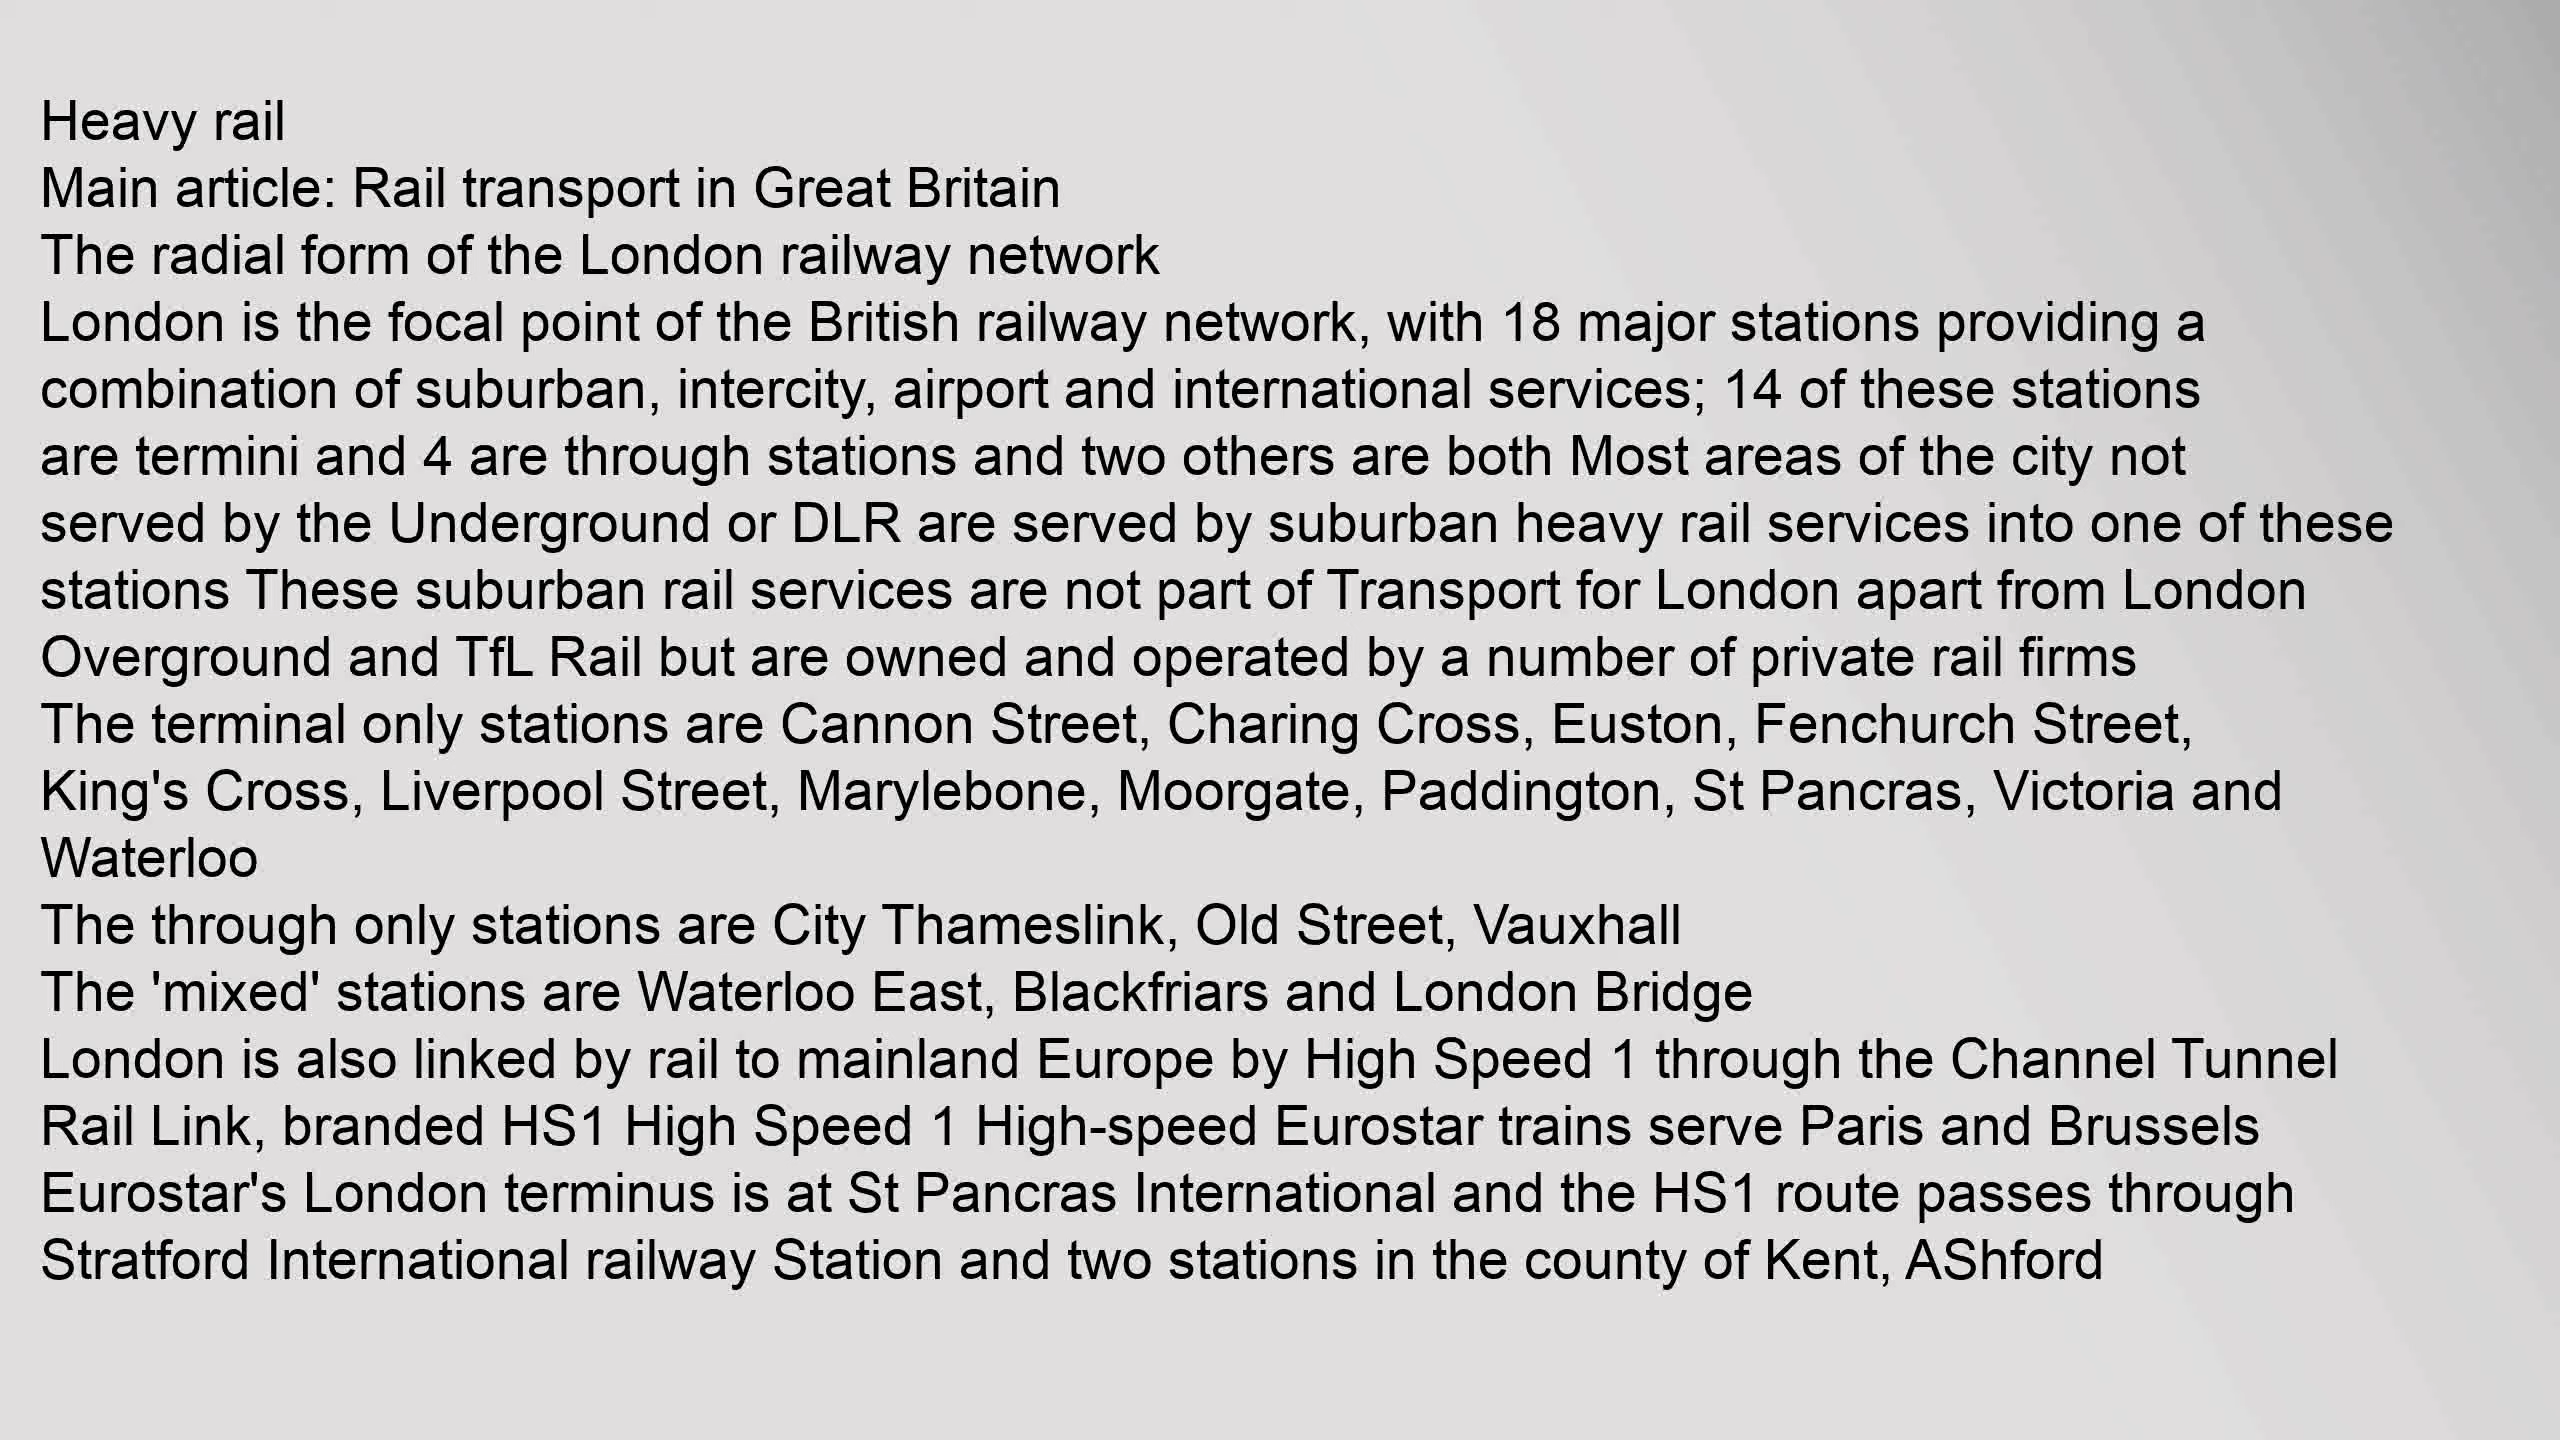 Heavy rail
Main article: Rail transport in Great Britain
The radial form of the London railway network
London is the focal point of the British railway network, with 18 major stations providing a
combination of suburban, intercity, airport and international services; 14 of these stations
are termini and 4 are through stations and two others are both Most areas of the city not
served by the Underground or DLR are served by suburban heavy rail services into one of these
stations These suburban rail services are not part of Transport for London apart from London
Overground and TfL Rail but are owned and operated by a number of private rail firms
The terminal only stations are Cannon Street, Charing Cross, Euston, Fenchurch Street,
King's Cross, Liverpool Street, Marylebone, Moorgate, Paddington, St Pancras, Victoria and
Waterloo
The through only stations are City Thameslink, Old Street, Vauxhall
The 'mixed' stations are Waterloo East, Blackfriars and London Bridge
London is also linked by rail to mainland Europe by High Speed 1 through the Channel Tunnel
Rail Link, branded HS1 High Speed 1 High-speed Eurostar trains serve Paris and Brussels
Eurostar's London terminus is at St Pancras International and the HS1 route passes through
Stratford International railway Station and two stations in the county of Kent, AShford